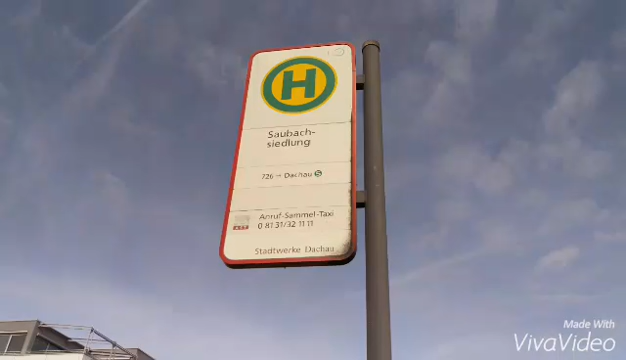 H
Saubach-
siedlung
726 → Dachau S
Anruf-Sammel-Taxi
0 81 31/32 11 11
Stadtwerke Dachau
Made With
VivaVideo